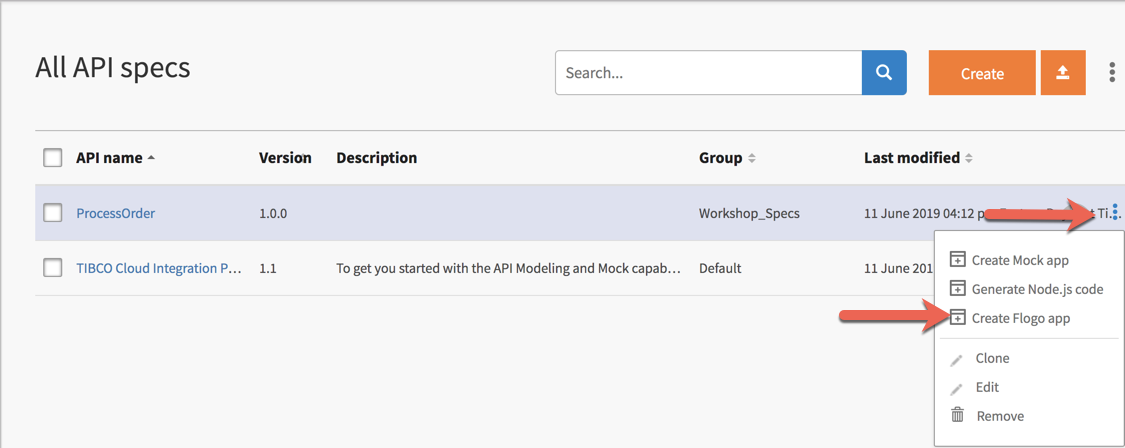 All API specs
Search...
Create
API name Version Description Group Last modified
ProcessOrder 1.0.0 Workshop_Specs 11 June 2019 04:12 Ti...
TIBCO Cloud Integration P... 1.1 To get you started with the API Modeling and Mock capab... Default 11 June 201
Create Mock app
Generate Node.js code
Create Flogo app
Clone
Edit
Remove